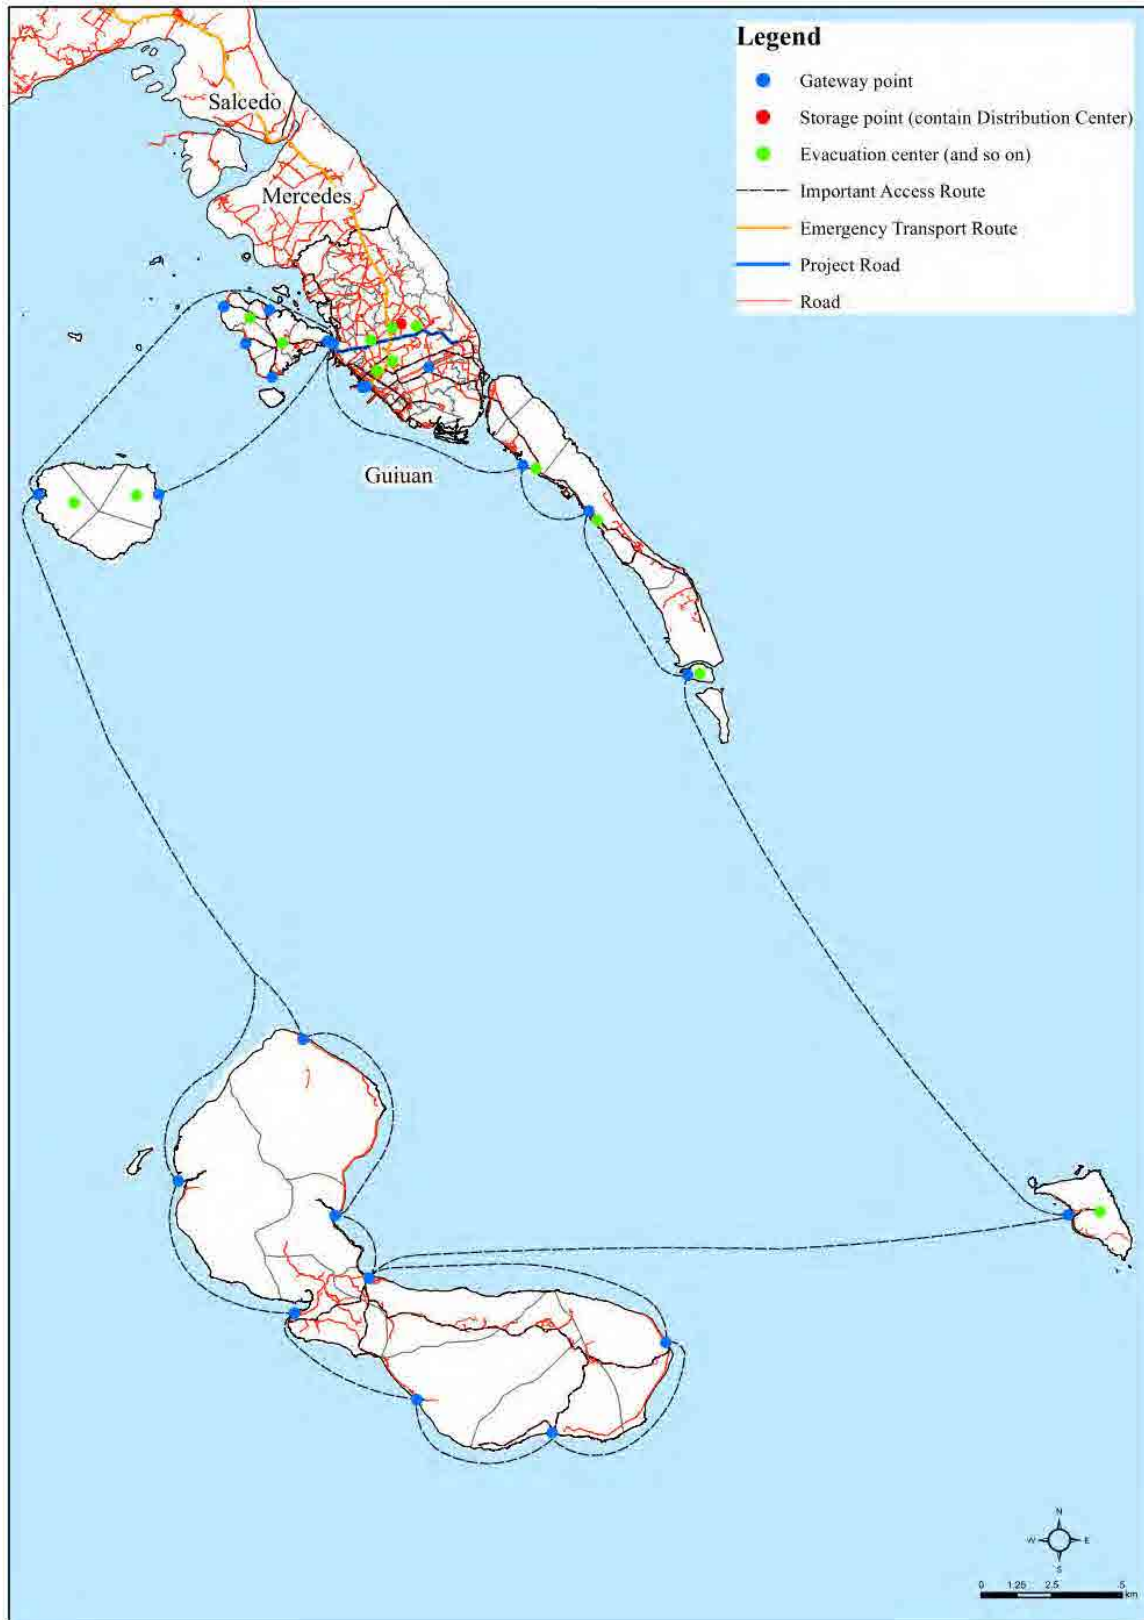 Legend
Gateway point
Storage point (contain Distribution Center)
Evacuation center (and so on)
Important Access Route
Emergency Transport Route
Project Road
Road
Salcedo
Mercedes
Guiuan
N
W E
S
0 1.25 2.5 5
km